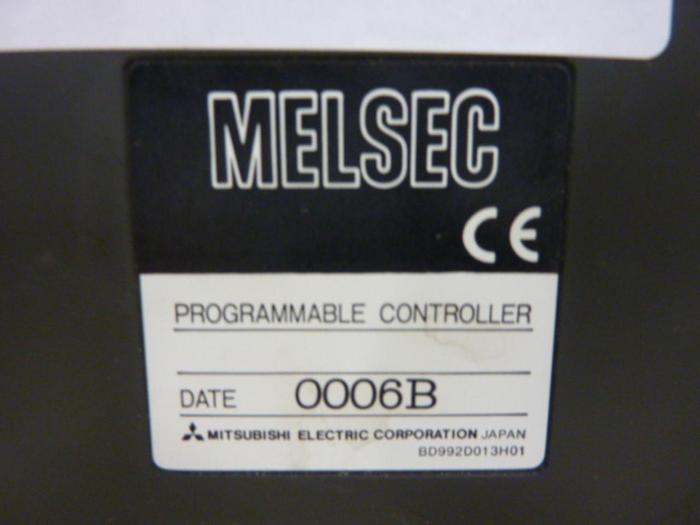 MELSEC
CE
PROGRAMMABLE CONTROLLER
DATE 0006B
MITSUBISHI ELECTRIC CORPORATION JAPAN
BD992D013H01